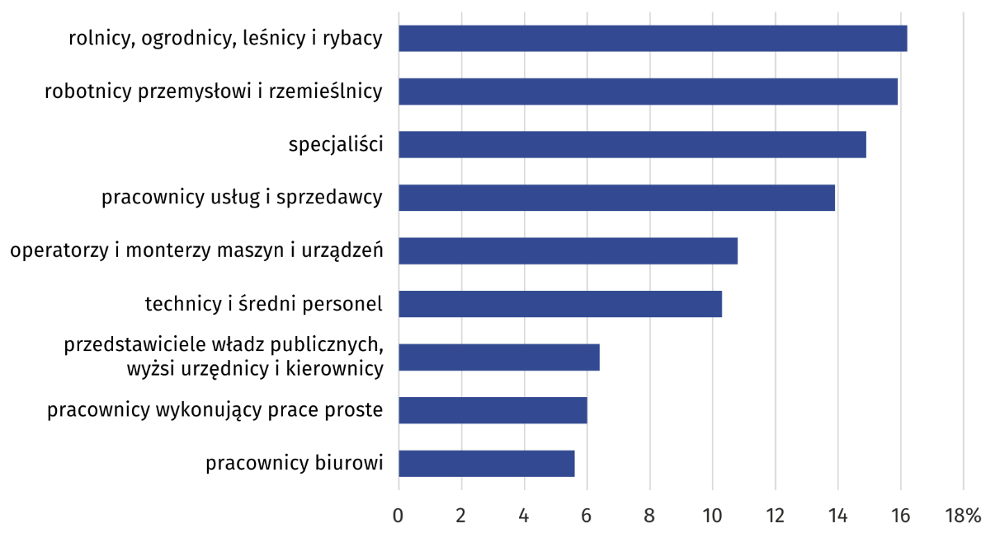 rolnicy, ogrodnicy, leśnicy i rybacy
robotnicy przemysłowi i rzemieślnicy
specjaliści
pracownicy usług i sprzedawcy
operatorzy i monterzy maszyn i urządzeń
technicy i średni personel
przedstawiciele władz publicznych,
wyżsi urzędnicy i kierownicy
pracownicy wykonujący prace proste
pracownicy biurowi
0 2 4 6 8 10 12 14 16 18%